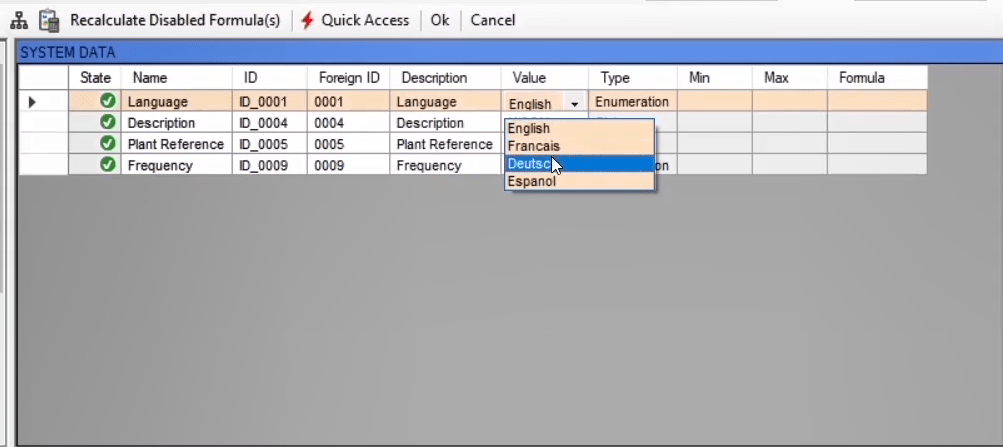 Recalculate Disabled Formula(s) Quick Access Ok Cancel
SYSTEM DATA
State Name ID Foreign ID Description Value Type Min Max Formula
Language ID_0001 0001 Language English Enumeration
Description ID_0004 0004 Description
Plant Reference ID_0005 0005 Plant Reference
Frequency ID_0009 0009 Frequency on
English
Francais
Deutsc
Espanol